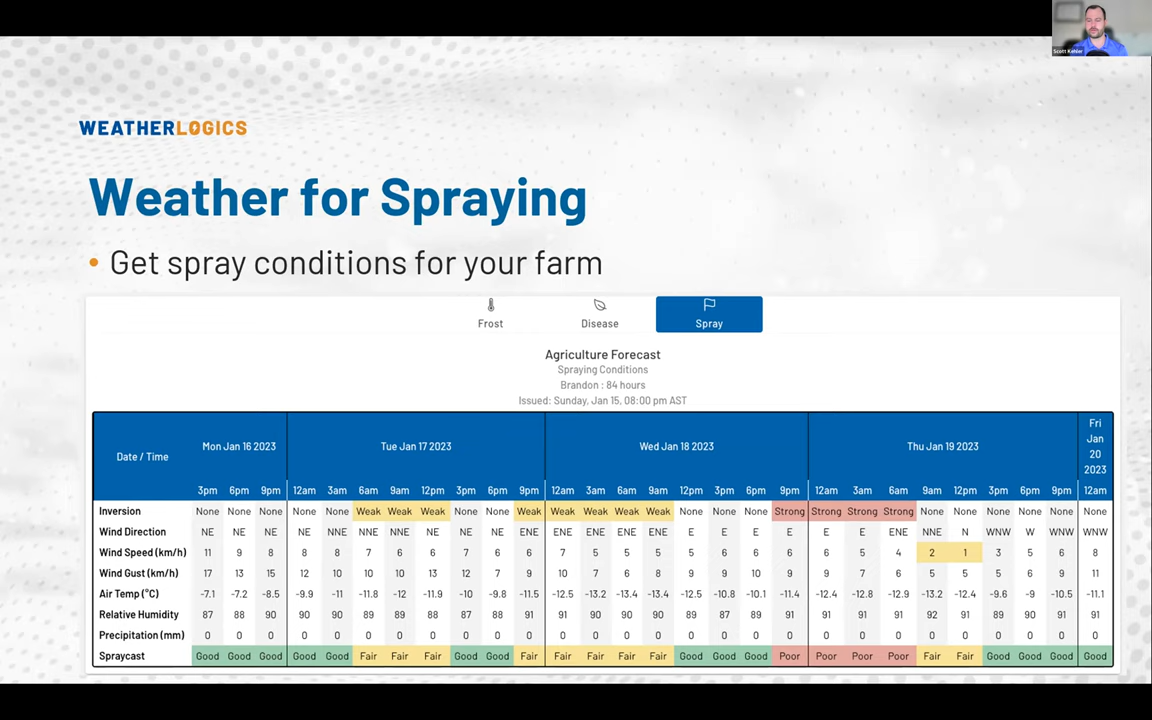 Scott Kehler
WEATHERLOGICS
Weather for Spraying
• Get spray conditions for your farm
Frost Disease Spray
Agriculture Forecast
Spraying Conditions
Brandon : 84 hours
Issued: Sunday, Jan 15, 08:00 pm AST
Date / Time Mon Jan 16 2023 Tue Jan 17 2023 Wed Jan 18 2023 Thu Jan 19 2023 Fri Jan 20 2023
3pm 6pm 9pm 12am 3am 6am 9am 12pm 3pm 6pm 9pm 12am 3am 6am 9am 12pm 3pm 6pm 9pm 12am 3am 6am 9am 12pm 3pm 6pm 9pm 12am
Inversion None None None None None Weak Weak Weak None None Weak Weak Weak Weak Weak None None None Strong Strong Strong Strong None None None None None None
Wind Direction NE NE NE NE NE NNE NNE NNE NE NE ENE ENE ENE ENE ENE E E E E E E ENE NNE N WNW W WNW WNW
Wind Speed (km/h) 11 9 8 8 8 7 6 6 7 6 6 7 5 5 5 5 6 6 6 6 5 4 2 1 3 5 6 8
Wind Gust (km/h) 17 13 15 12 10 10 10 13 12 7 9 10 7 6 8 9 9 10 9 9 7 6 5 5 5 6 9 11
Air Temp (°C) -7.1 -7.2 -8.5 -9.9 -11 -11.8 -12 -11.9 -10 -9.8 -11.5 -12.5 -13.2 -13.4 -13.4 -12.5 -10.8 -10.1 -11.4 -12.4 -12.8 -12.9 -13.2 -12.4 -9.6 -9 -10.5 -11.1
Relative Humidity 87 88 90 90 90 89 89 88 87 88 91 91 90 90 90 89 87 89 91 91 91 91 92 91 89 90 91 91
Precipitation (mm) 0 0 0 0 0 0 0 0 0 0 0 0 0 0 0 0 0 0 0 0 0 0 0 0 0 0 0 0
Spraycast Good Good Good Good Good Fair Fair Fair Good Good Fair Fair Fair Fair Fair Good Good Good Poor Poor Poor Poor Fair Fair Good Good Good Good